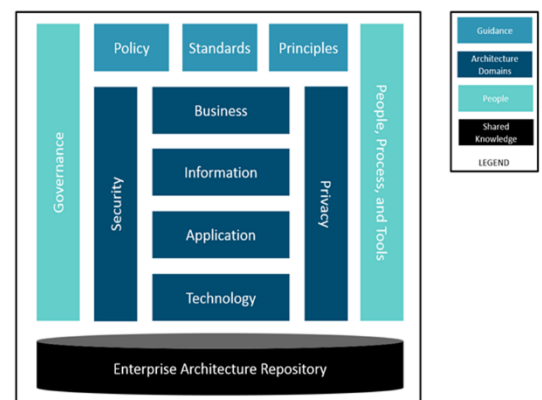 Policy
Standards
Principles
Governance
Security
Business
Information
Application
Technology
Privacy
People, Process, and Tools
Enterprise Architecture Repository
Guidance
Architecture
Domains
People
Shared
Knowledge
LEGEND